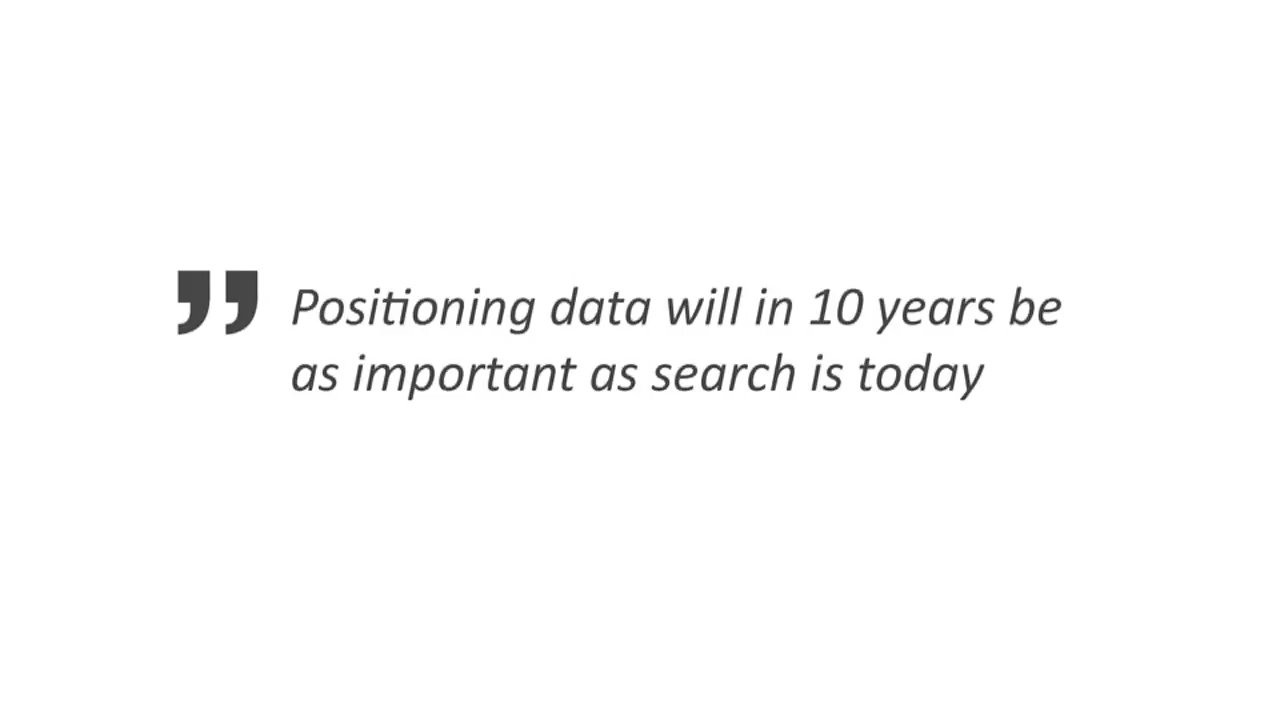 ” Positioning data will in 10 years be
as important as search is today